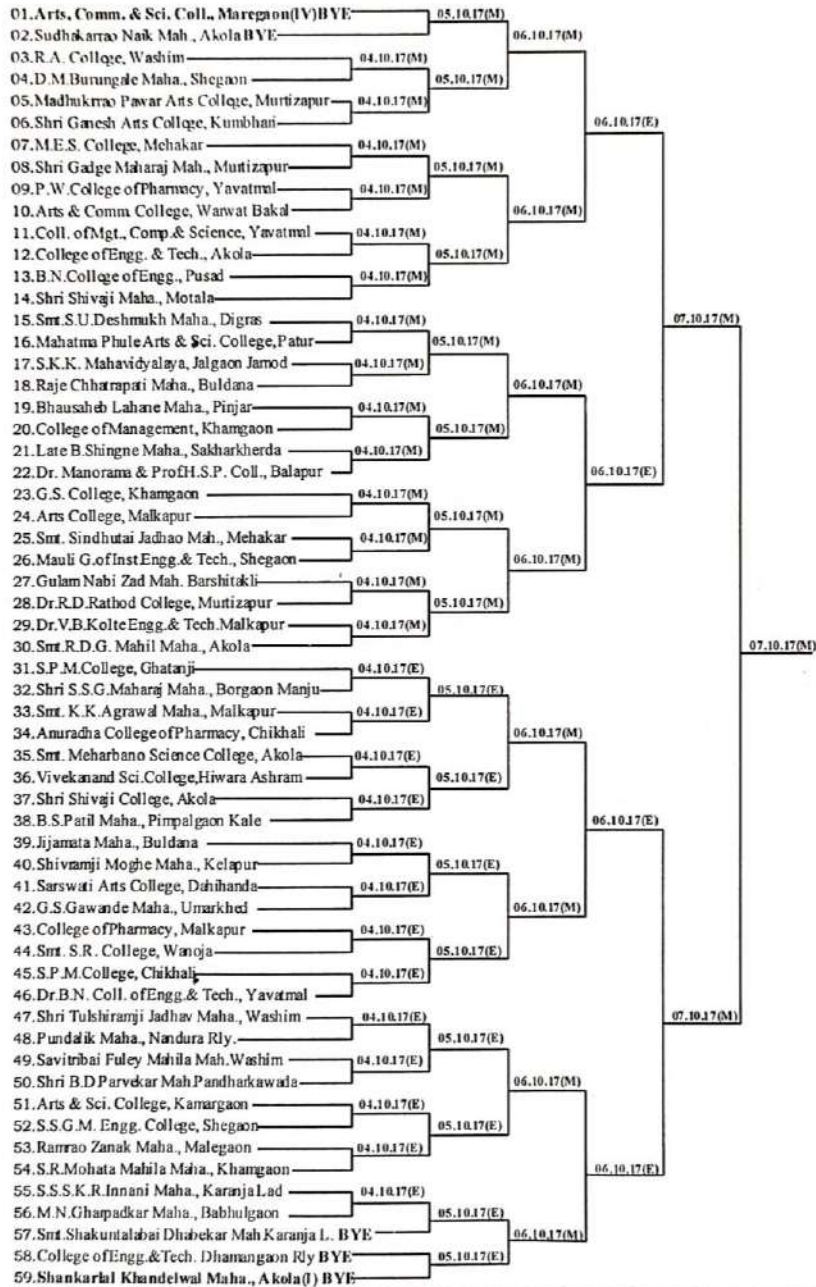 01.Arts, Comm. & Sci. Coll., Maregaon(IV)BYE
02.Sudhakarrao Naik Mah., Akola BYE
03.R.A. College, Washim
04.D.M.Burungale Maha., Shegaon
05.Madhukrrao Pawar Arts College, Murtizapur
06.Shri Ganesh Arts College, Kumbhari
07.M.E.S. College, Mehakar
08.Shri Gadge Maharaj Mah., Murtizapur
09.P.W.College of Pharmacy, Yavatmal
10.Arts & Comm. College, Warwat Bakal
11.Coll. of Mgt., Comp.& Science, Yavatmal
12.College of Engg. & Tech., Akola
13.B.N.College of Engg., Pusad
14.Shri Shivaji Maha., Motala
15.Smt.S.U.Deshmukh Maha., Digras
16.Mahatma Phule Arts & Sci. College,Patur
17.S.K.K. Mahavidyalaya, Jalgaon Jamod
18.Raje Chhatrapati Maha., Buldana
19.Bhausaheb Lahane Maha., Pinjar
20.College of Management, Khamgaon
21.Late B.Shingne Maha., Sakharkherda
22.Dr. Manorama & Prof.H.S.P. Coll., Balapur
23.G.S. College, Khamgaon
24.Arts College, Malkapur
25.Smt. Sindhutai Jadhao Mah., Mehakar
26.Mauli G.of Inst.Engg.& Tech., Shegaon
27.Gulam Nabi Zad Mah. Barshitakli
28.Dr.R.D.Rathod College, Murtizapur
29.Dr.V.B.Kolte Engg.& Tech.Malkapur
30.Smt.R.D.G. Mahil Maha., Akola
31.S.P.M.College, Ghatanji
32.Shri S.S.G.Maharaj Maha., Borgaon Manju
33.Smt. K.K.Agrawal Maha., Malkapur
34.Anuradha College of Pharmacy, Chikhali
35.Smt. Meharbano Science College, Akola
36.Vivekanand Sci.College,Hiwara Ashram
37.Shri Shivaji College, Akola
38.B.S.Patil Maha., Pimpalgaon Kale
39.Jijamata Maha., Buldana
40.Shivramji Moghe Maha., Kelapur
41.Sarswati Arts College, Dahihanda
42.G.S.Gawande Maha., Umarkhed
43.College of Pharmacy, Malkapur
44.Smt. S.R. College, Wanoja
45.S.P.M.College, Chikhali
46.Dr.B.N. Coll. of Engg.& Tech., Yavatmal
47.Shri Tulshiramji Jadhav Maha., Washim
48.Pundalik Maha., Nandura Rly.
49.Savitribai Fuley Mahila Mah.Washim
50.Shri B.D.Parvekar Mah.Pandharkawada
51.Arts & Sci. College, Kamargaon
52.S.S.G.M. Engg. College, Shegaon
53.Ramrao Zanak Maha., Malegaon
54.S.R.Mohata Mahila Maha., Khamgaon
55.S.S.S.K.R.Innani Maha., Karanja Lad
56.M.N.Gharpadkar Maha., Babhulgaon
57.Smt.Shakuntalabai Dhabekar Mah.Karanja L. BYE
58.College of Engg.&Tech. Dhamangaon Rly BYE
59.Shankarlal Khandelwal Maha., Akola(I) BYE
04.10.17(M)
04.10.17(M)
04.10.17(M)
04.10.17(M)
04.10.17(M)
04.10.17(M)
04.10.17(M)
04.10.17(M)
04.10.17(M)
04.10.17(M)
04.10.17(M)
04.10.17(M)
04.10.17(M)
04.10.17(M)
04.10.17(E)
04.10.17(E)
04.10.17(E)
04.10.17(E)
04.10.17(E)
04.10.17(E)
04.10.17(E)
04.10.17(E)
04.10.17(E)
04.10.17(E)
04.10.17(E)
04.10.17(E)
04.10.17(E)
05.10.17(M)
05.10.17(M)
05.10.17(M)
05.10.17(M)
05.10.17(M)
05.10.17(M)
05.10.17(M)
05.10.17(M)
05.10.17(E)
05.10.17(E)
05.10.17(E)
05.10.17(E)
05.10.17(E)
05.10.17(E)
05.10.17(E)
05.10.17(E)
06.10.17(M)
06.10.17(M)
06.10.17(M)
06.10.17(M)
06.10.17(M)
06.10.17(M)
06.10.17(M)
06.10.17(M)
06.10.17(E)
06.10.17(E)
06.10.17(E)
06.10.17(E)
07.10.17(M)
07.10.17(M)
07.10.17(M)